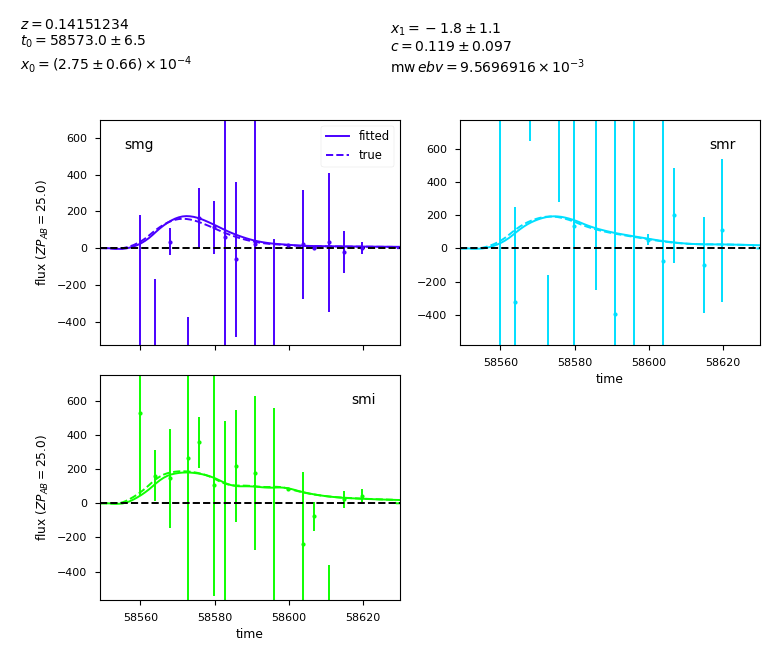 z = 0.14151234
t₀ = 58573.0 ± 6.5
x₀ = (2.75 ± 0.66) × 10⁻⁴
x₁ = −1.8 ± 1.1
c = 0.119 ± 0.097
mw ebv = 9.5696916 × 10⁻³
smg
fitted
true
600
400
200
0
−200
−400
flux (ZP_AB = 25.0)
smr
600
400
200
0
−200
−400
58560
58580
58600
58620
time
smi
600
400
200
0
−200
−400
flux (ZP_AB = 25.0)
58560
58580
58600
58620
time